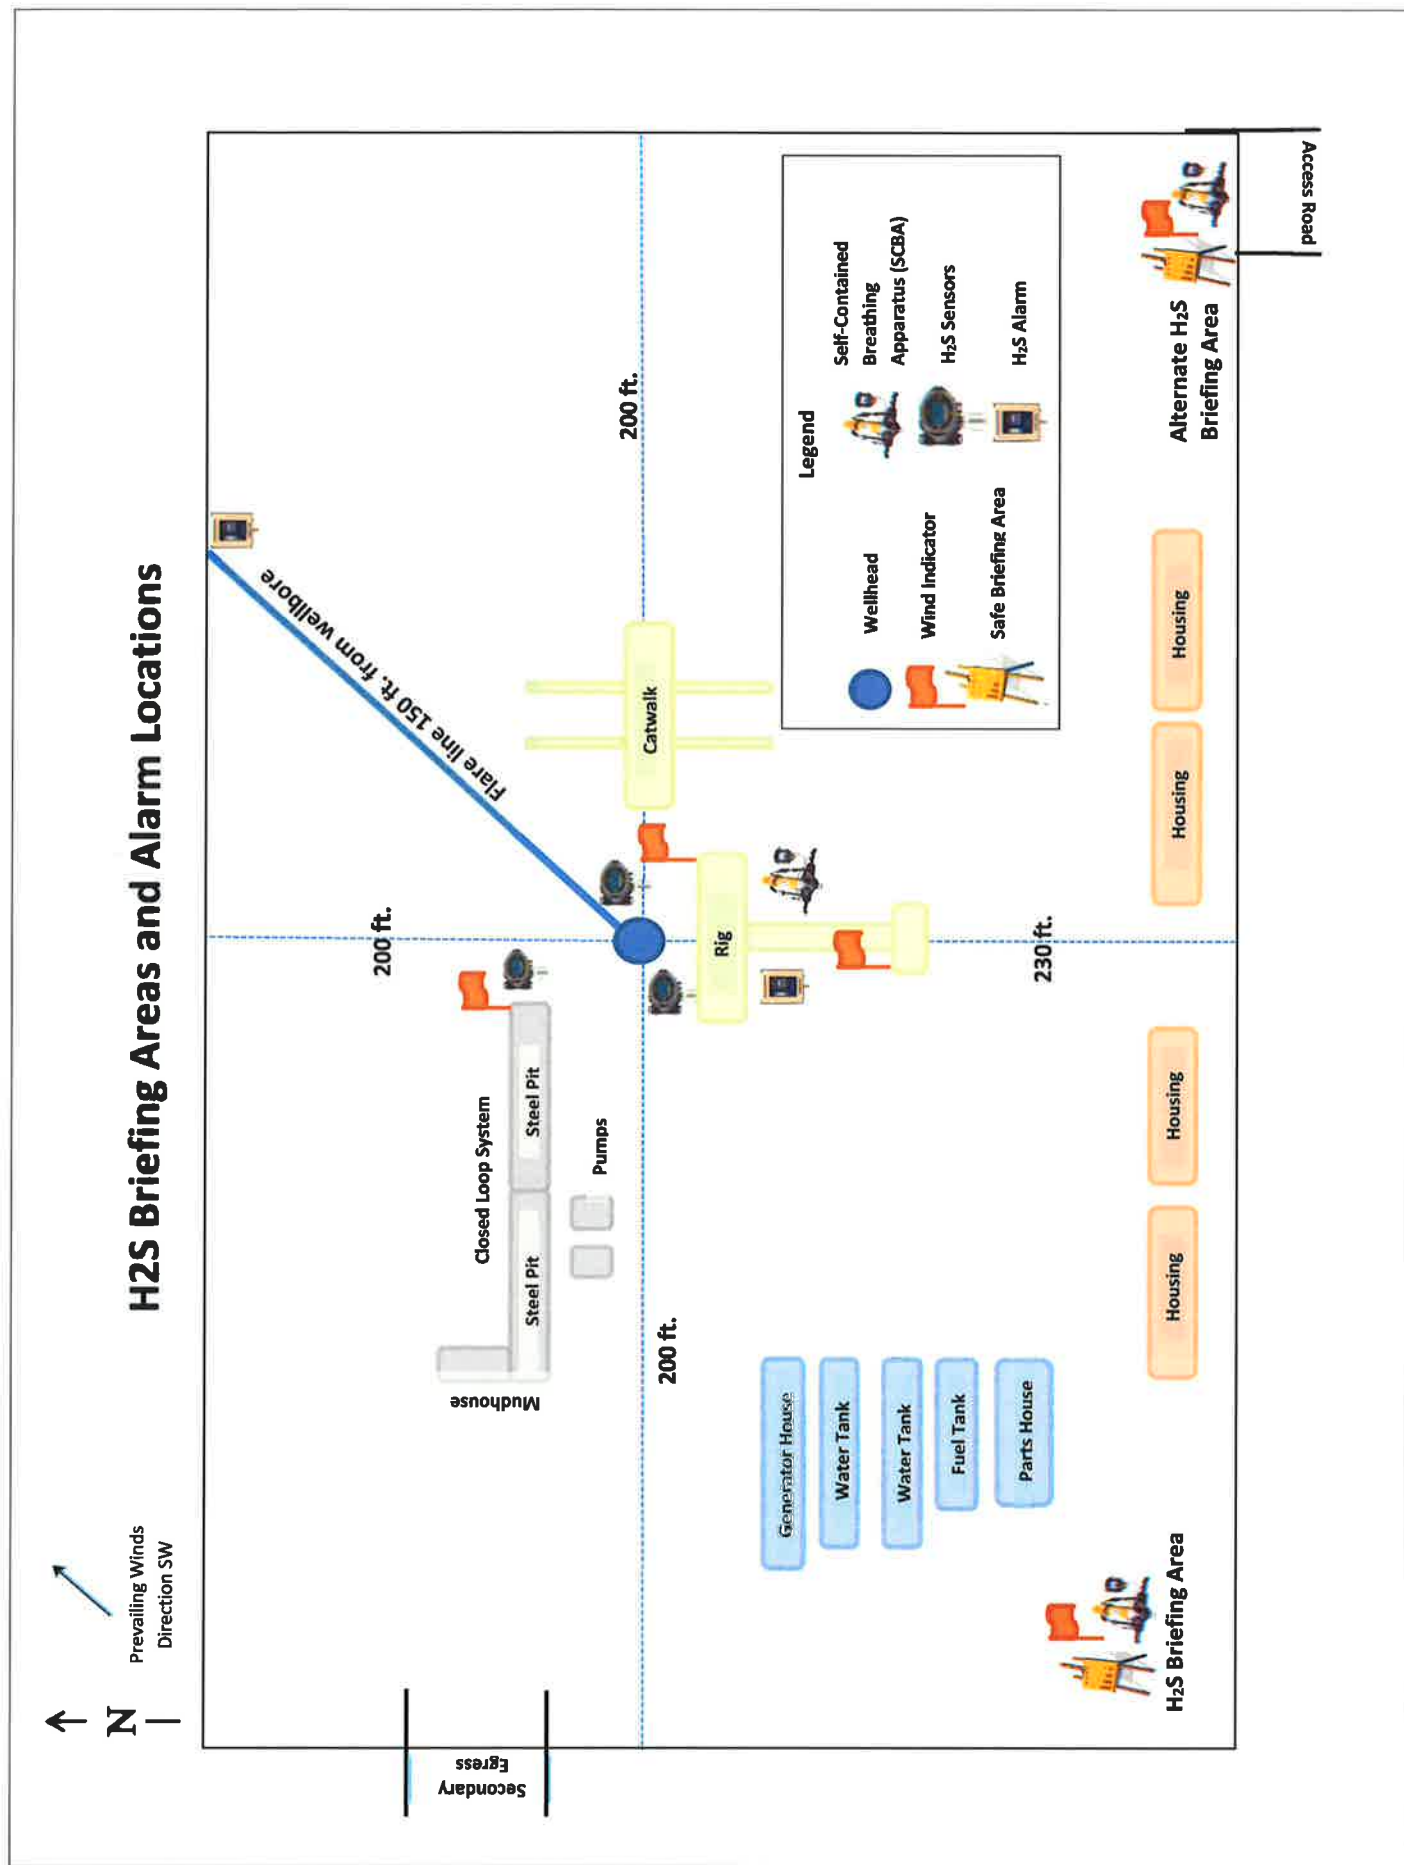 H2S Briefing Areas and Alarm Locations
N
Prevailing Winds
Direction SW
Secondary
Egress
200 ft.
200 ft.
200 ft.
230 ft.
Flare line 150 ft. from wellbore
Mudhouse
Closed Loop System
Steel Pit
Steel Pit
Pumps
Catwalk
Rig
Generator House
Water Tank
Water Tank
Fuel Tank
Parts House
Legend
Wellhead
Wind Indicator
Safe Briefing Area
Self-Contained
Breathing
Apparatus (SCBA)
H₂S Sensors
H₂S Alarm
H₂S Briefing Area
Housing
Housing
Housing
Housing
Alternate H₂S
Briefing Area
Access Road